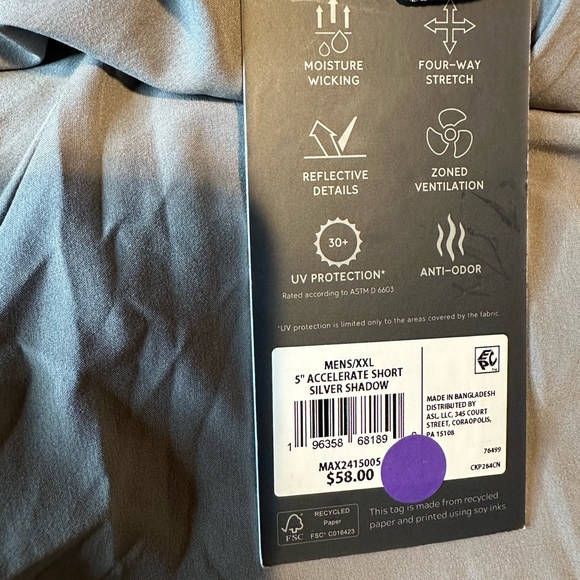 MOISTURE
WICKING
FOUR-WAY
STRETCH
REFLECTIVE
DETAILS
ZONED
VENTILATION
30+
UV PROTECTION*
Rated according to ASTM D 6603
ANTI-ODOR
*UV protection is limited only to the areas covered by the fabric.
MENS/XXL
5" ACCELERATE SHORT
SILVER SHADOW
1 96358 68189
MAX2415005
$58.00
EPC
MADE IN BANGLADESH
DISTRIBUTED BY
ASL, LLC, 345 COURT
STREET, CORAOPOLIS,
PA 15108
76499
CKP284CN
FSC
RECYCLED
Paper
FSC® C016423
This tag is made from recycled
paper and printed using soy inks